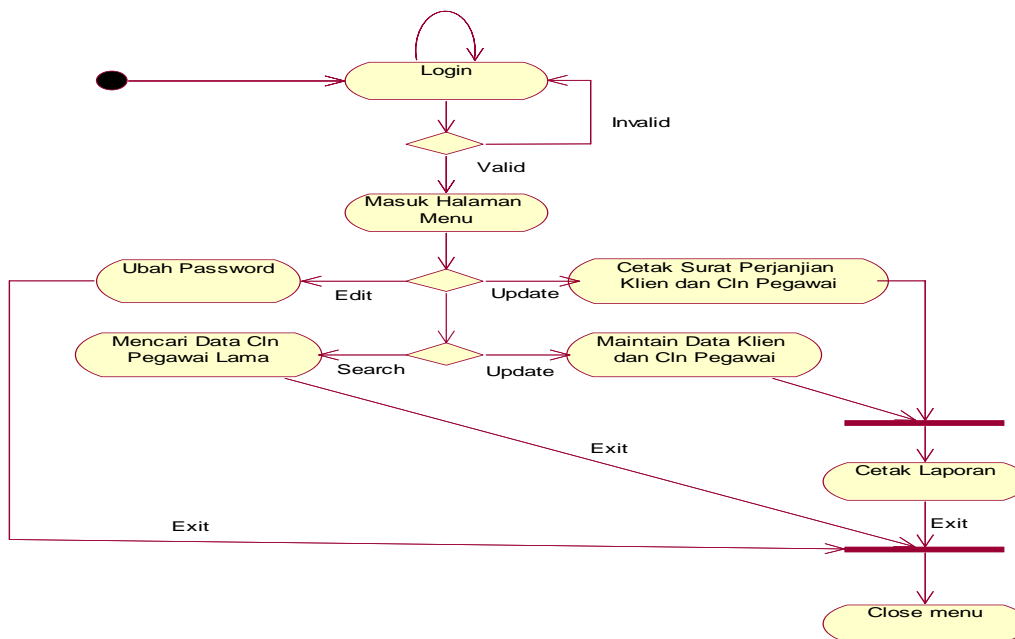 Login
Invalid
Valid
Masuk Halaman
Menu
Ubah Password
Edit
Update
Cetak Surat Perjanjian
Klien dan Cln Pegawai
Mencari Data Cln
Pegawai Lama
Search
Update
Maintain Data Klien
dan Cln Pegawai
Exit
Cetak Laporan
Exit
Exit
Close menu